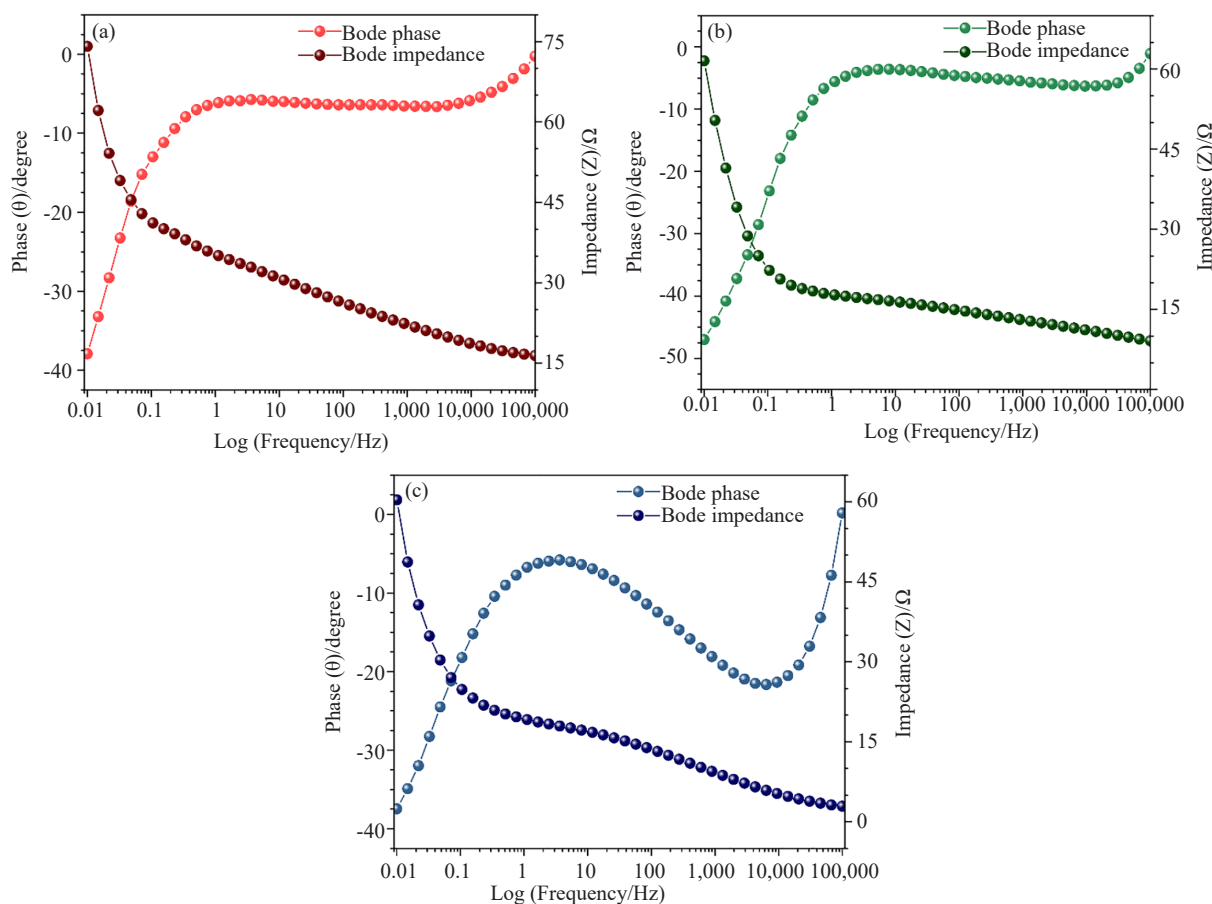 (a)
Bode phase
Bode impedance
Phase (θ)/degree
0
-10
-20
-30
-40
75
60
45
30
15
Impedance (Z)/Ω
0.01 0.1 1 10 100 1,000 10,000 100,000
Log (Frequency/Hz)
(b)
Bode phase
Bode impedance
Phase (θ)/degree
0
-10
-20
-30
-40
-50
60
45
30
15
Impedance (Z)/Ω
0.01 0.1 1 10 100 1,000 10,000 100,000
Log (Frequency/Hz)
(c)
Bode phase
Bode impedance
Phase (θ)/degree
0
-10
-20
-30
-40
60
45
30
15
0
Impedance (Z)/Ω
0.01 0.1 1 10 100 1,000 10,000 100,000
Log (Frequency/Hz)